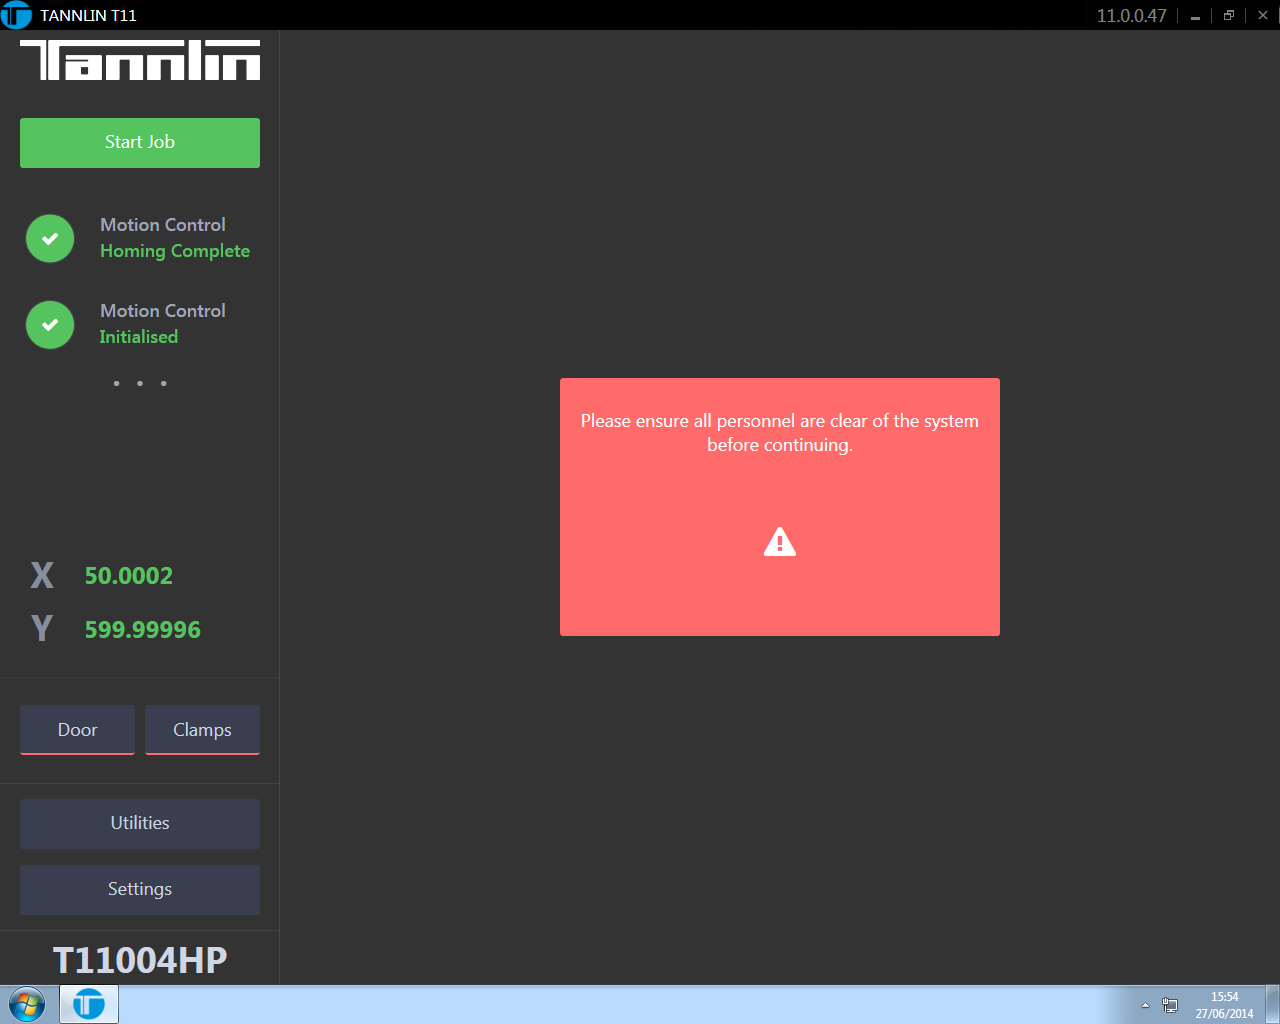 TANNLIN T11
11.0.0.47
Tannlin
Start Job
Motion Control
Homing Complete
Motion Control
Initialised
Please ensure all personnel are clear of the system
before continuing.
X 50.0002
Y 599.99996
Door
Clamps
Utilities
Settings
T11004HP
15:54
27/06/2014